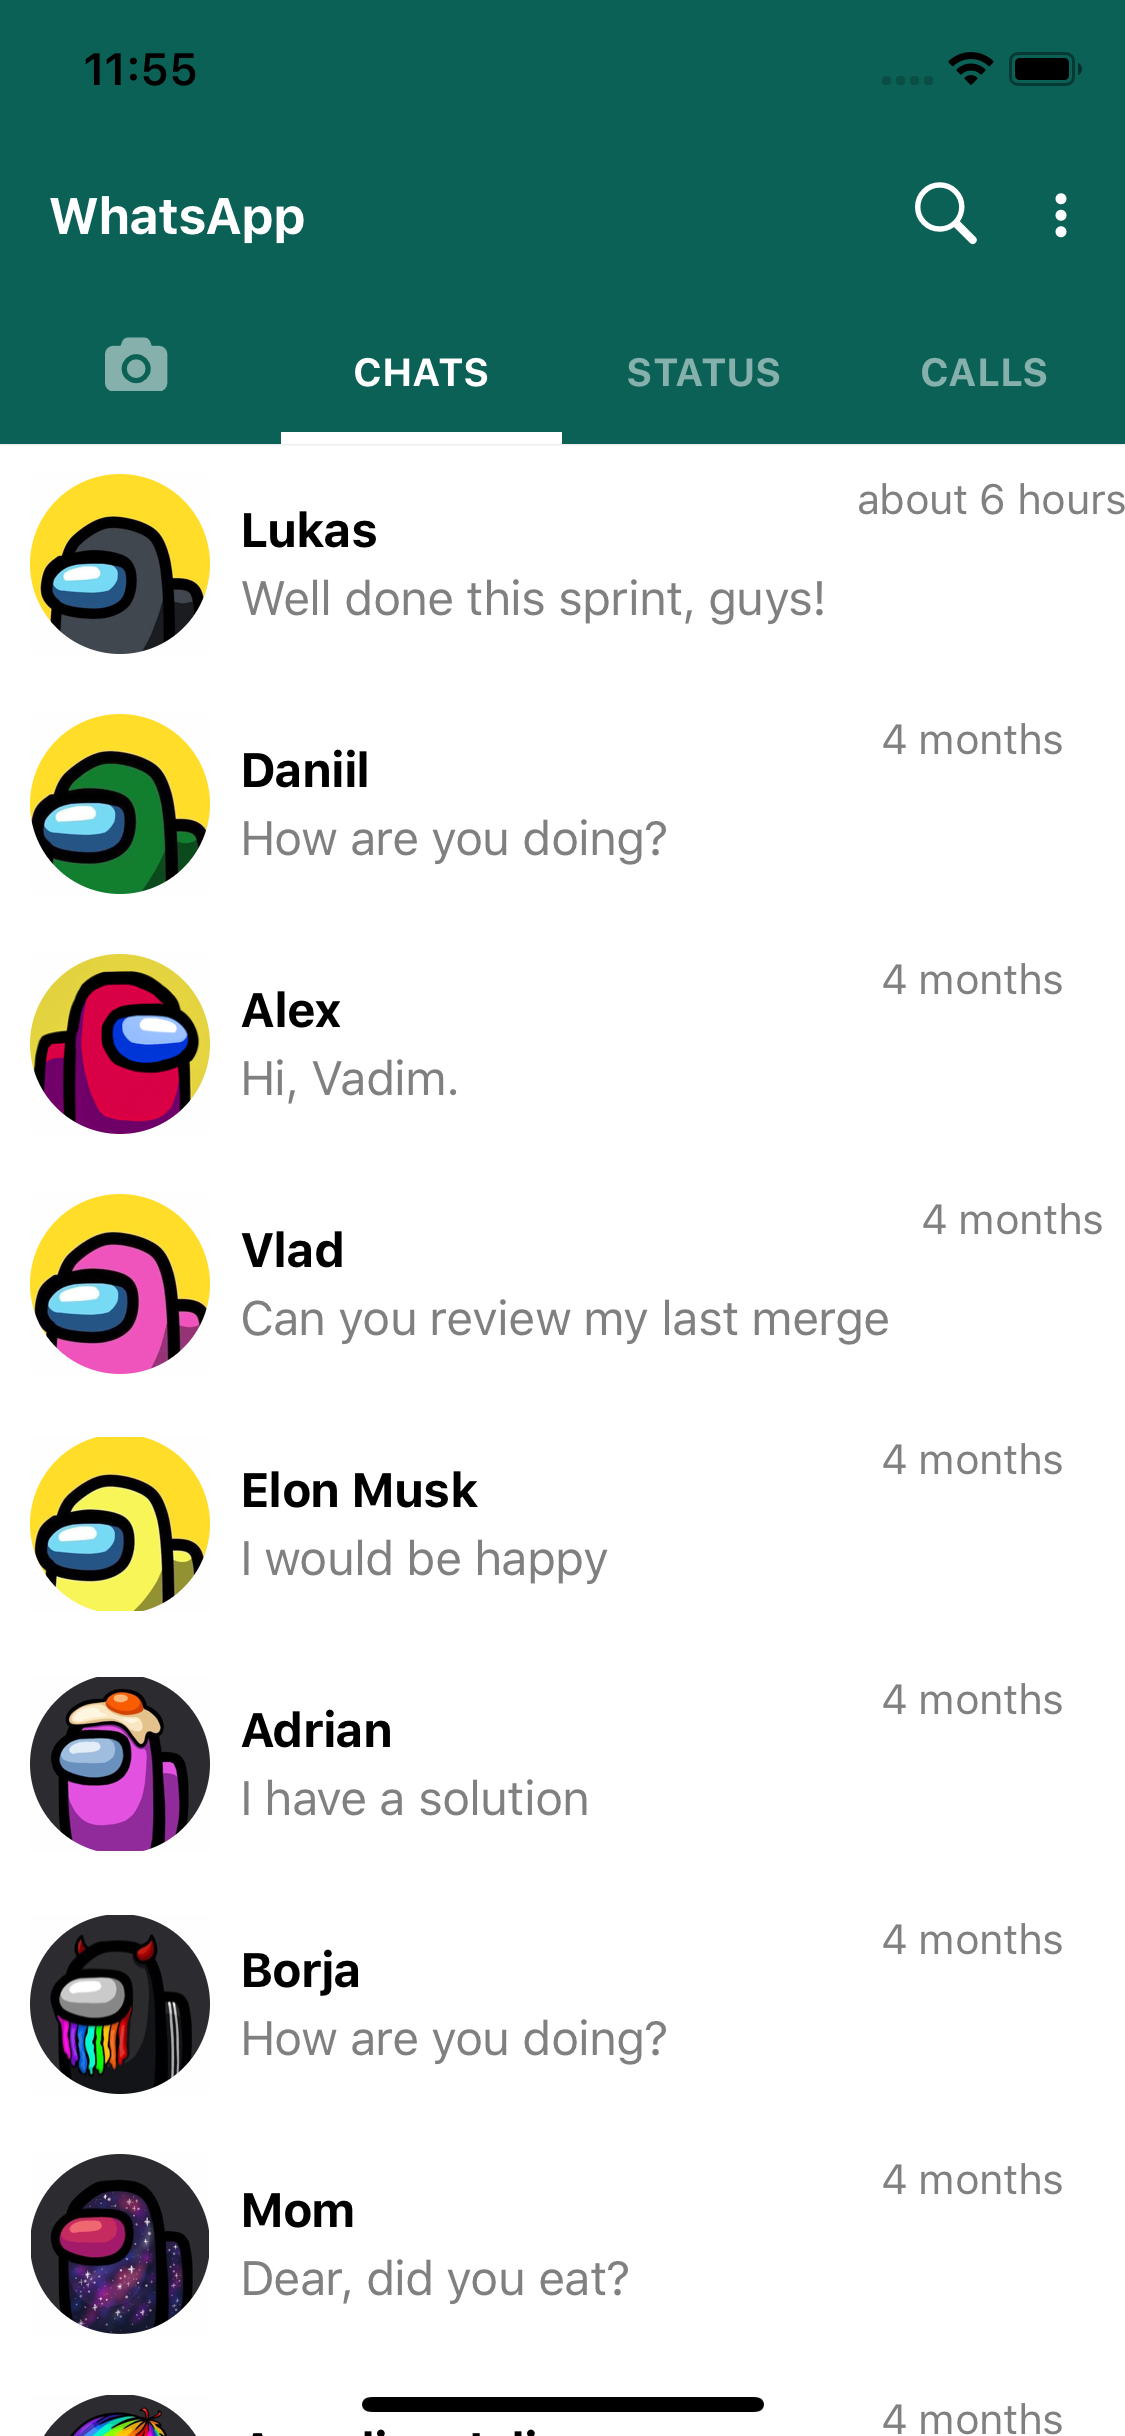 11:55
WhatsApp
CHATS STATUS CALLS
Lukas about 6 hours
Well done this sprint, guys!
Daniil 4 months
How are you doing?
Alex 4 months
Hi, Vadim.
Vlad 4 months
Can you review my last merge
Elon Musk 4 months
I would be happy
Adrian 4 months
I have a solution
Borja 4 months
How are you doing?
Mom 4 months
Dear, did you eat?
4 months